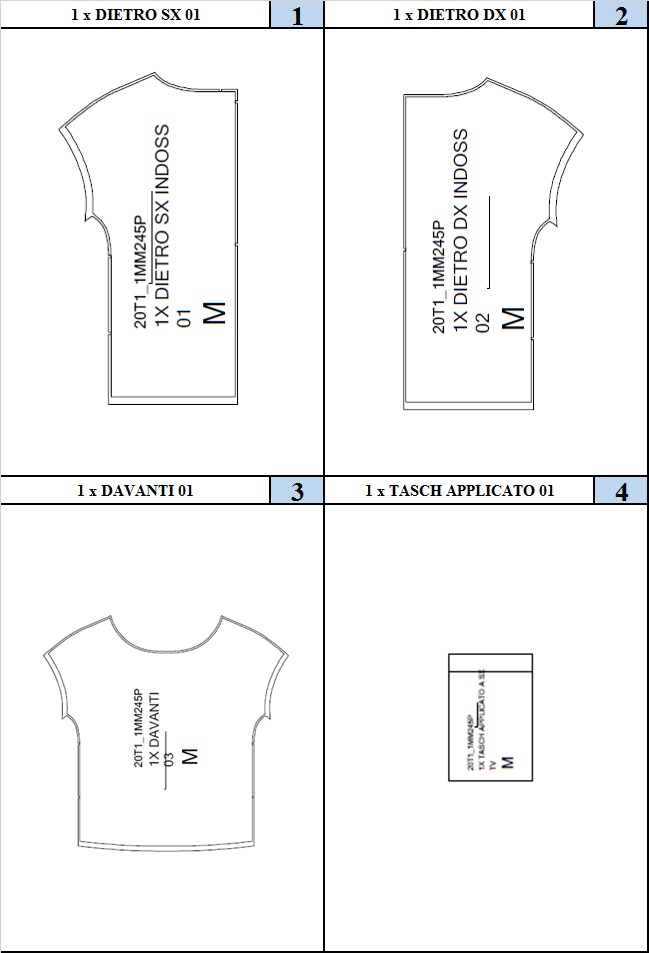 1 x DIETRO SX 01
1
1 x DIETRO DX 01
2
20T1_1MM245P
1X DIETRO SX INDOSS
01
M
20T1_1MM245P
1X DIETRO DX INDOSS
02
M
1 x DAVANTI 01
3
1 x TASCH APPLICATO 01
4
20T1_1MM245P
1X DAVANTI
03
M
20T1_1MM245P
1X TASCH APPLICATO A SX
TV
M